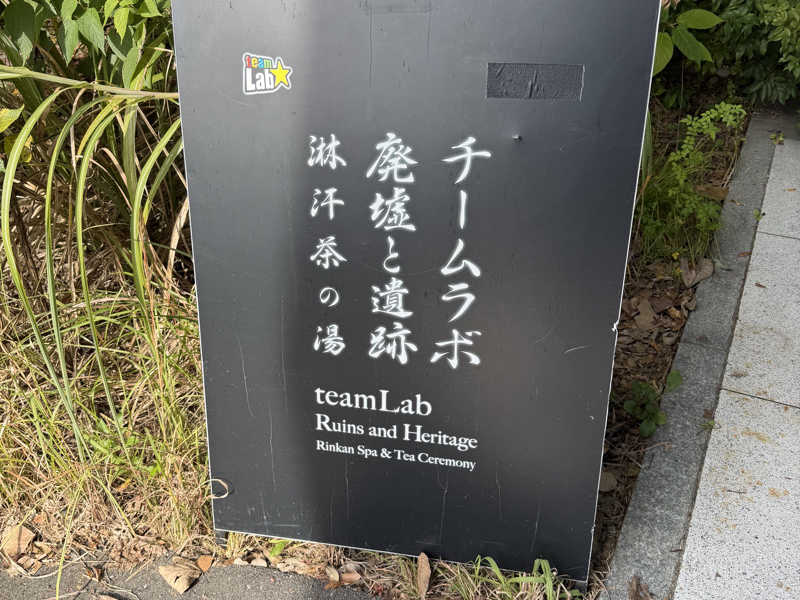 team
Lab
チームラボ
廃墟と遺跡
淋汗茶の湯
teamLab
Ruins and Heritage
Rinkan Spa & Tea Ceremony